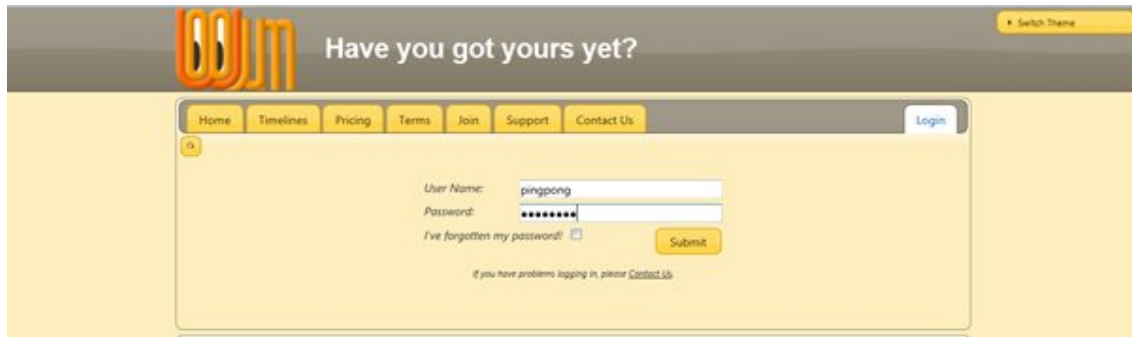 Switch Theme
Have you got yours yet?
Home Timelines Pricing Terms Join Support Contact Us Login
User Name: pingpong
Password: ●●●●●●●●
I've forgotten my password!
Submit
If you have problems logging in, please Contact Us.